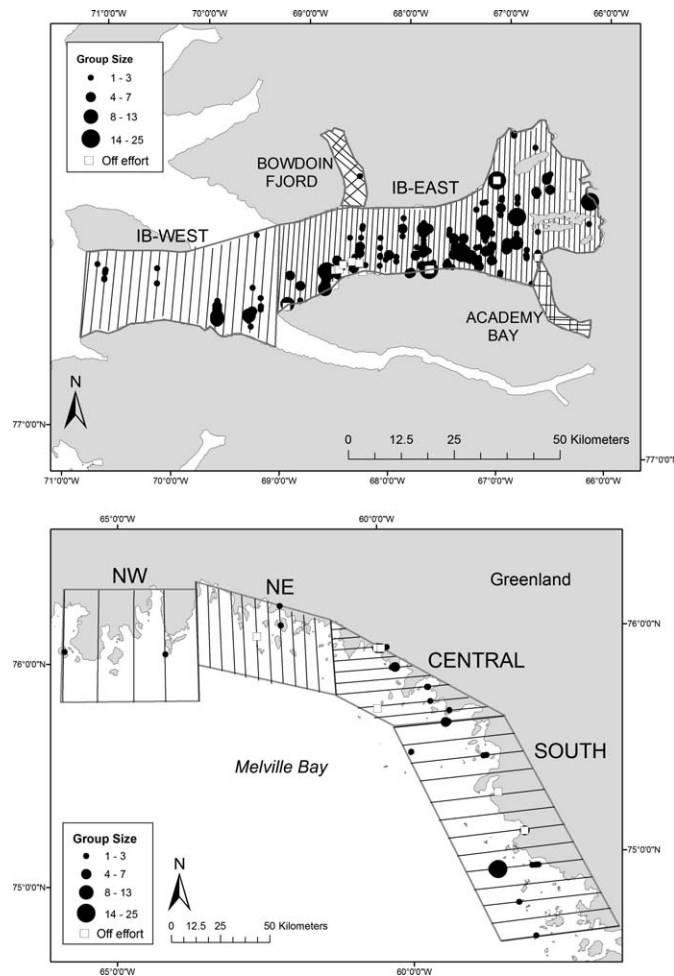 71°0'0"W 70°0'0"W 69°0'0"W 68°0'0"W 67°0'0"W 66°0'0"W
Group Size
1 - 3
4 - 7
8 - 13
14 - 25
Off effort
BOWDOIN
FJORD
IB-EAST
IB-WEST
ACADEMY
BAY
N
77°0'0"N
0 12.5 25 50 Kilometers
77°0'0"N
71°0'0"W 70°0'0"W 69°0'0"W 68°0'0"W 67°0'0"W 66°0'0"W
65°0'0"W 60°0'0"W
NW
NE
Greenland
76°0'0"N
76°0'0"N
CENTRAL
SOUTH
Melville Bay
Group Size
1 - 3
4 - 7
8 - 13
14 - 25
Off effort
N
75°0'0"N
75°0'0"N
0 12.5 25 50 Kilometers
65°0'0"W 60°0'0"W